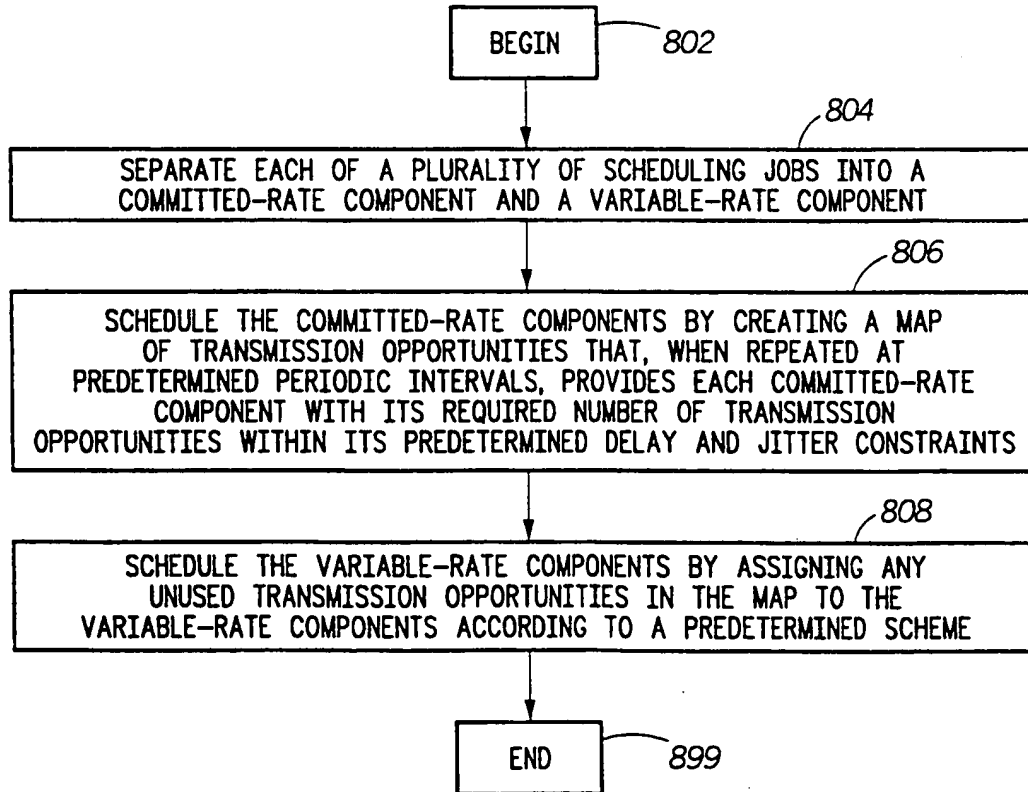 BEGIN
802
804
SEPARATE EACH OF A PLURALITY OF SCHEDULING JOBS INTO A
COMMITTED-RATE COMPONENT AND A VARIABLE-RATE COMPONENT
806
SCHEDULE THE COMMITTED-RATE COMPONENTS BY CREATING A MAP
OF TRANSMISSION OPPORTUNITIES THAT, WHEN REPEATED AT
PREDETERMINED PERIODIC INTERVALS, PROVIDES EACH COMMITTED-RATE
COMPONENT WITH ITS REQUIRED NUMBER OF TRANSMISSION
OPPORTUNITIES WITHIN ITS PREDETERMINED DELAY AND JITTER CONSTRAINTS
808
SCHEDULE THE VARIABLE-RATE COMPONENTS BY ASSIGNING ANY
UNUSED TRANSMISSION OPPORTUNITIES IN THE MAP TO THE
VARIABLE-RATE COMPONENTS ACCORDING TO A PREDETERMINED SCHEME
END
899